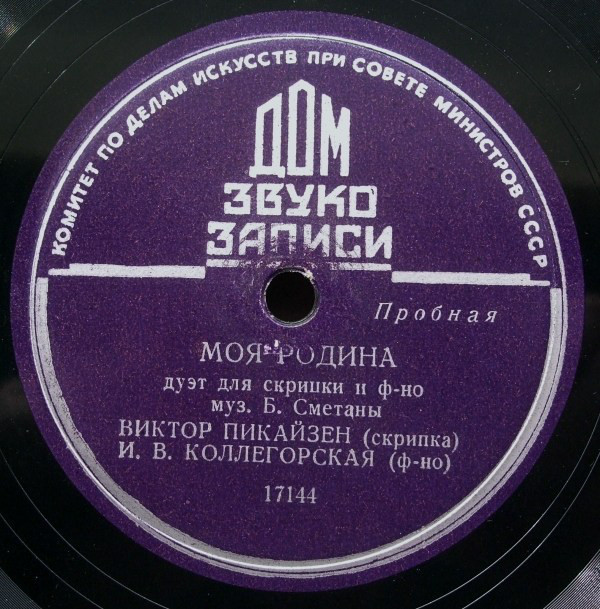 КОМИТЕТ ПО ДЕЛАМ ИСКУССТВ ПРИ СОВЕТЕ МИНИСТРОВ СССР
ДОМ
ЗВУКО
ЗАПИСИ
Пробная
МОЯ РОДИНА
дуэт для скрипки и ф-но
муз. Б. Сметаны
ВИКТОР ПИКАЙЗЕН (скрипка)
И. В. КОЛЛЕГОРСКАЯ (ф-но)
17144